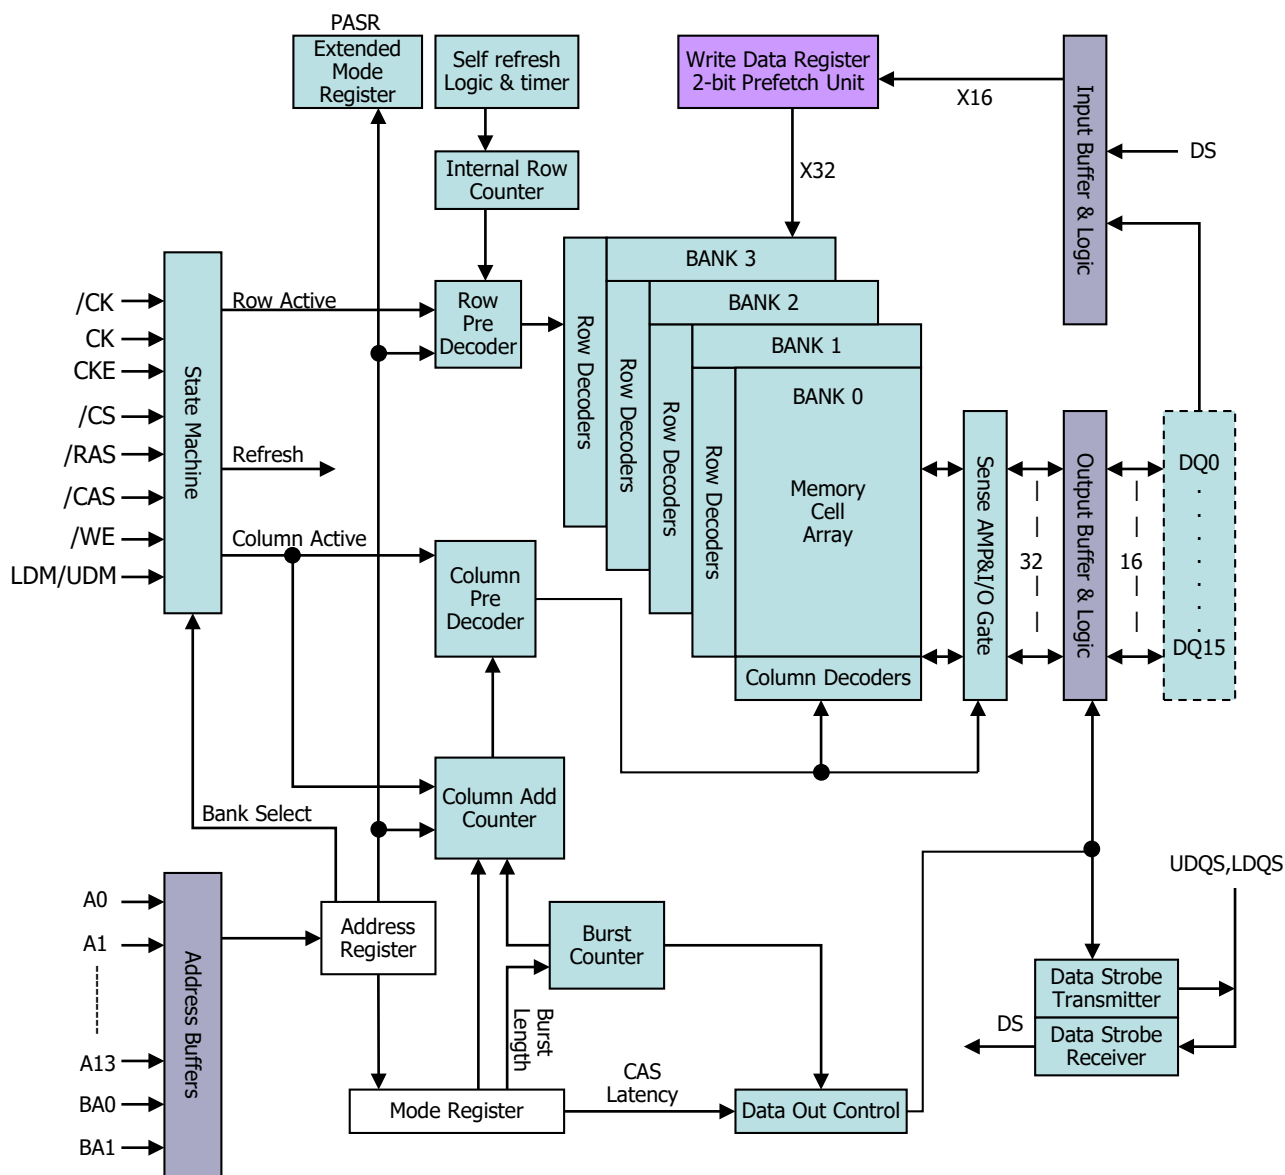 PASR
Extended
Mode
Register
Self refresh
Logic & timer
Write Data Register
2-bit Prefetch Unit
X16
Input Buffer & Logic
DS
Internal Row
Counter
X32
/CK
CK
CKE
/CS
/RAS
/CAS
/WE
LDM/UDM
State Machine
Row Active
Refresh
Column Active
Bank Select
Row
Pre
Decoder
Row Decoders
Row Decoders
Row Decoders
Row Decoders
BANK 3
BANK 2
BANK 1
BANK 0
Memory
Cell
Array
Column Decoders
Sense AMP&I/O Gate
32
Output Buffer & Logic
16
DQ0
DQ15
Column
Pre
Decoder
Column Add
Counter
A0
A1
A13
BA0
BA1
Address Buffers
Address
Register
Burst
Counter
Burst
Length
Mode Register
CAS
Latency
Data Out Control
UDQS,LDQS
Data Strobe
Transmitter
DS
Data Strobe
Receiver